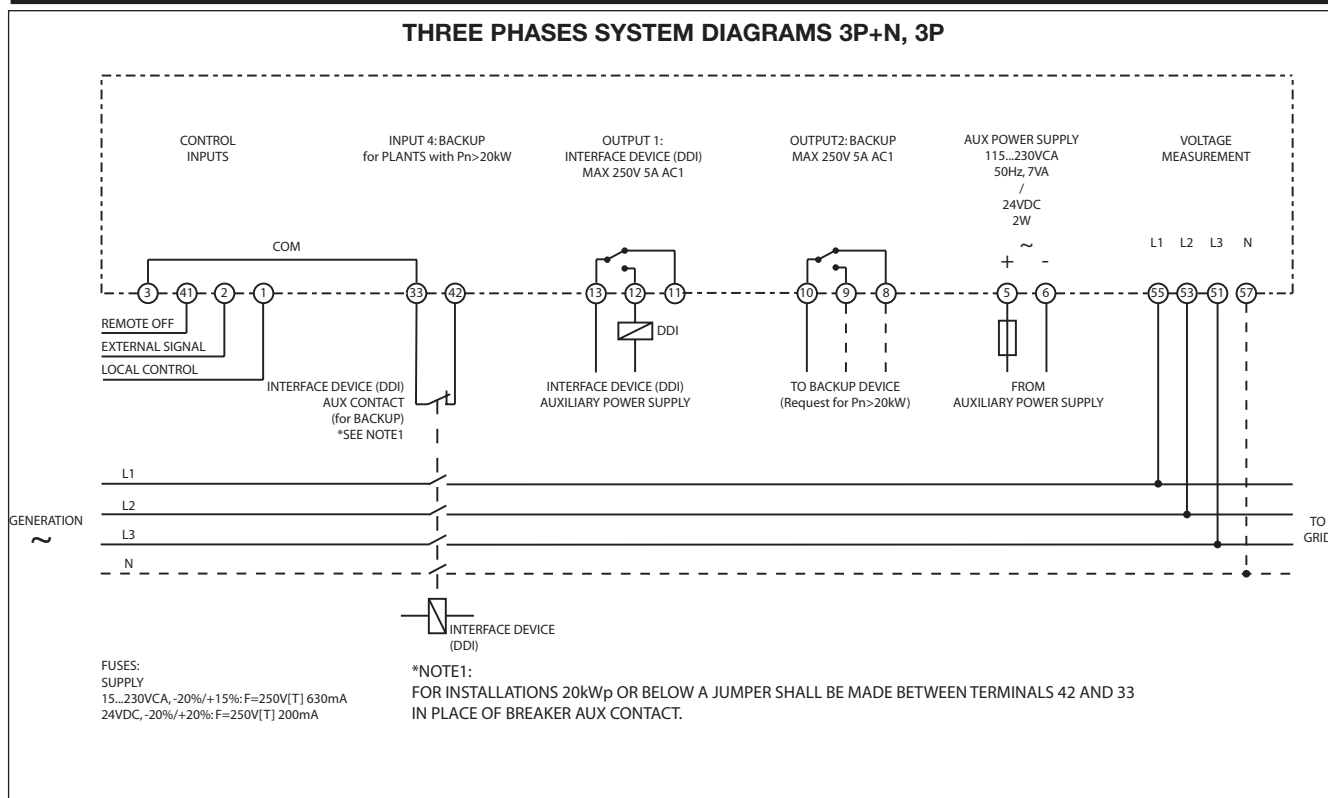 THREE PHASES SYSTEM DIAGRAMS 3P+N, 3P
CONTROL
INPUTS
INPUT 4: BACKUP
for PLANTS with Pn>20kW
OUTPUT 1:
INTERFACE DEVICE (DDI)
MAX 250V 5A AC1
OUTPUT2: BACKUP
MAX 250V 5A AC1
AUX POWER SUPPLY
115...230VCA
50Hz, 7VA
/
24VDC
2W
VOLTAGE
MEASUREMENT
COM
~
+ -
L1 L2 L3 N
3 41 2 1 33 42 13 12 11 10 9 8 5 6 55 53 51 57
REMOTE OFF
EXTERNAL SIGNAL
LOCAL CONTROL
DDI
INTERFACE DEVICE (DDI)
AUX CONTACT
(for BACKUP)
*SEE NOTE1
INTERFACE DEVICE (DDI)
AUXILIARY POWER SUPPLY
TO BACKUP DEVICE
(Request for Pn>20kW)
FROM
AUXILIARY POWER SUPPLY
L1
L2
L3
N
GENERATION
~
TO
GRID
INTERFACE DEVICE
(DDI)
FUSES:
SUPPLY
15...230VCA, -20%/+15%: F=250V[T] 630mA
24VDC, -20%/+20%: F=250V[T] 200mA
*NOTE1:
FOR INSTALLATIONS 20kWp OR BELOW A JUMPER SHALL BE MADE BETWEEN TERMINALS 42 AND 33
IN PLACE OF BREAKER AUX CONTACT.